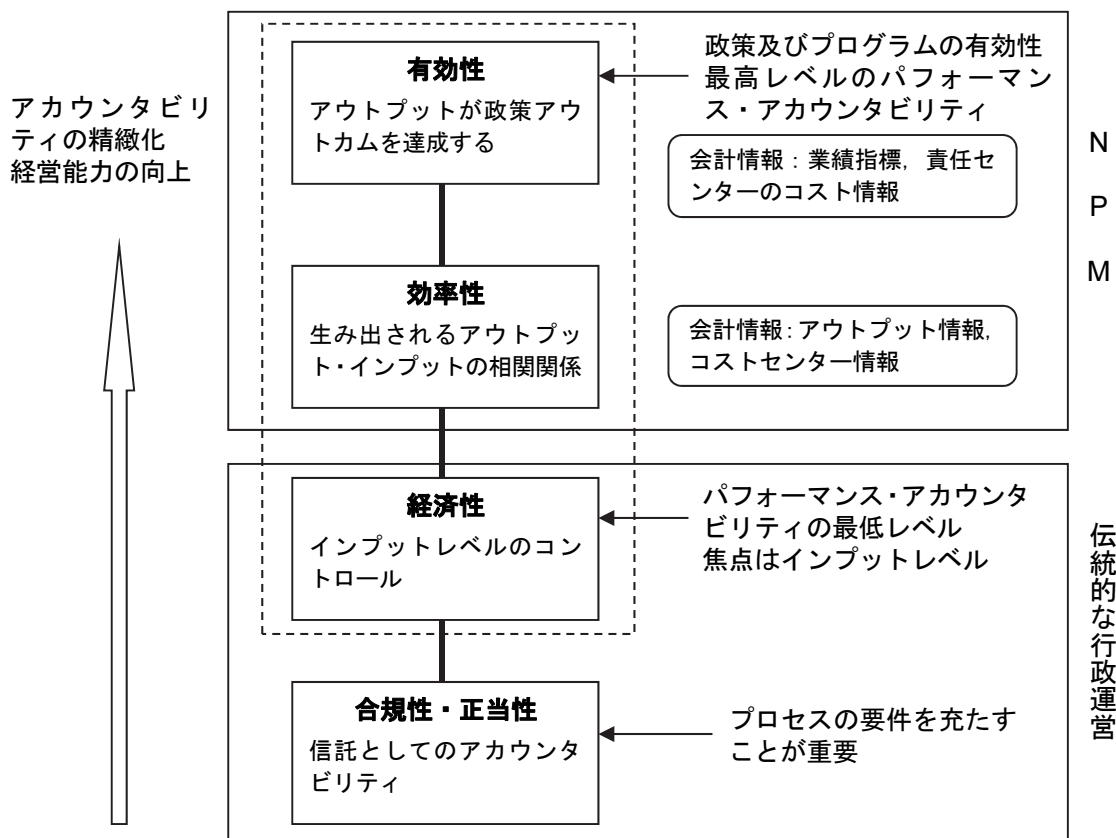 アカウンタビリ
ティの精緻化
経営能力の向上
有効性
アウトプットが政策アウ
トカムを達成する
政策及びプログラムの有効性
最高レベルのパフォーマン
ス・アカウンタビリティ
会計情報：業績指標，責任セ
ンターのコスト情報
N
P
M
効率性
生み出されるアウトプッ
ト・インプットの相関関係
会計情報：アウトプット情報，
コストセンター情報
経済性
インプットレベルのコン
トロール
パフォーマンス・アカウンタ
ビリティの最低レベル
焦点はインプットレベル
伝統的な行政運営
合規性・正当性
信託としてのアカウンタ
ビリティ
プロセスの要件を充たす
ことが重要